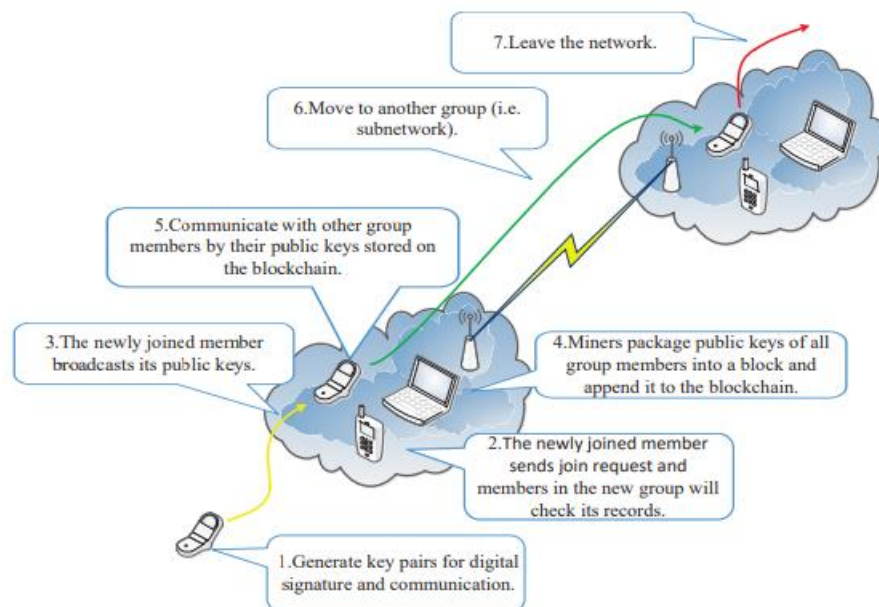 7.Leave the network.
6.Move to another group (i.e.
subnetwork).
5.Communicate with other group
members by their public keys stored on
the blockchain.
3.The newly joined member
broadcasts its public keys.
4.Miners package public keys of all
group members into a block and
append it to the blockchain.
2.The newly joined member
sends join request and
members in the new group will
check its records.
1.Generate key pairs for digital
signature and communication.